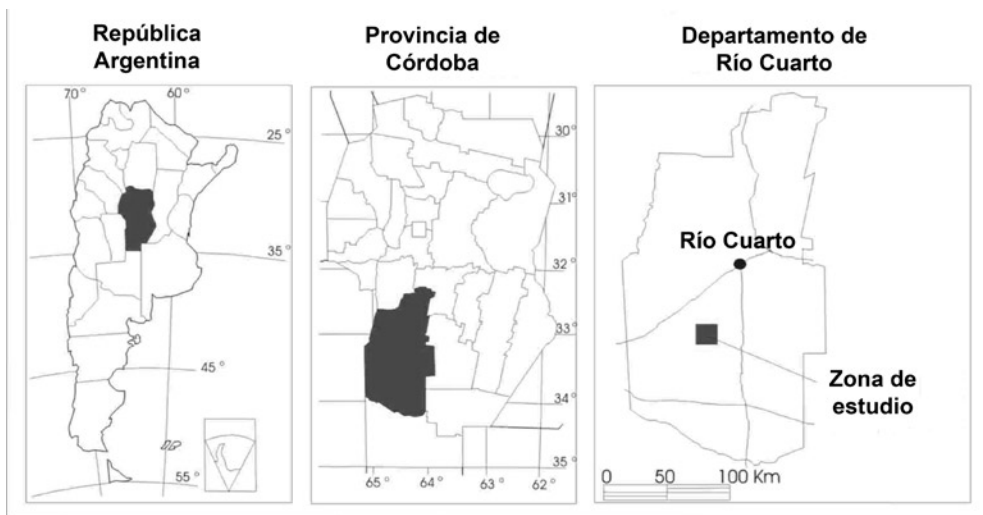 República
Argentina
70° 60°
25°
35°
45°
55°
Provincia de
Córdoba
30°
31°
32°
33°
34°
35°
65° 64° 63° 62°
Departamento de
Río Cuarto
Río Cuarto
Zona de
estudio
0 50 100 Km